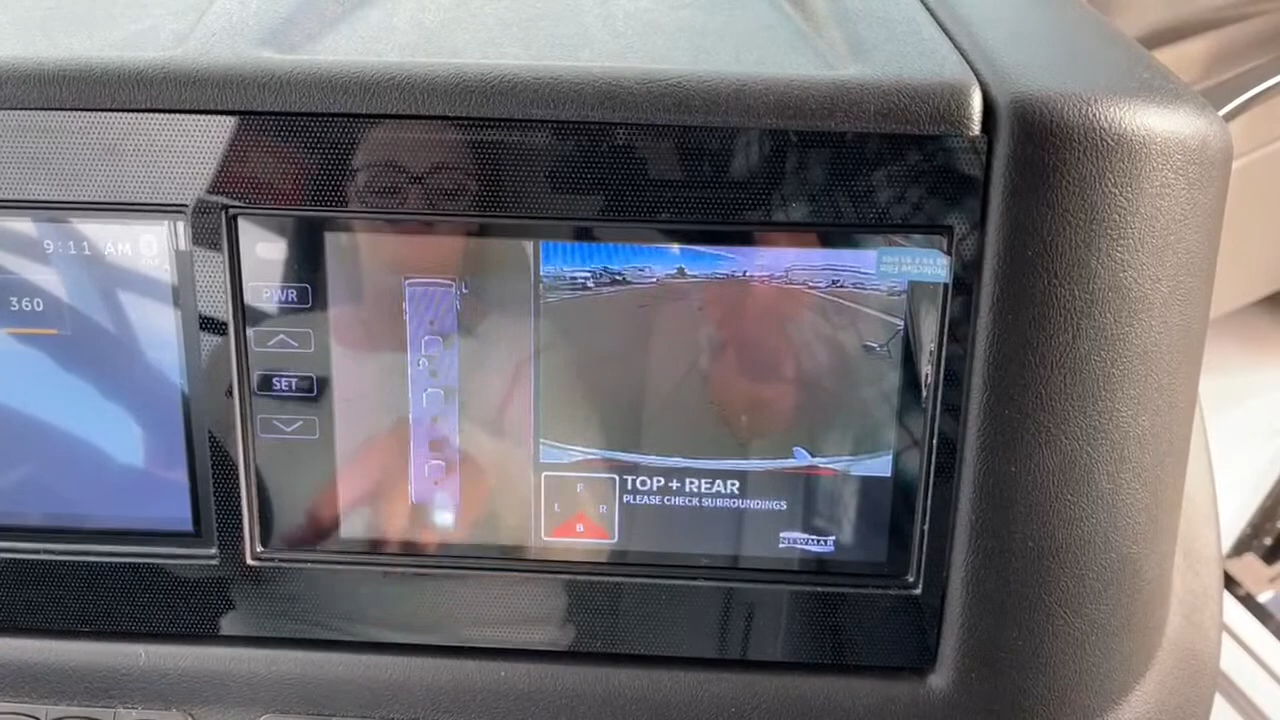 9:11 AM
360
PWR
SET
Protective Film
F
L R
B
TOP + REAR
PLEASE CHECK SURROUNDINGS
NEWMAR